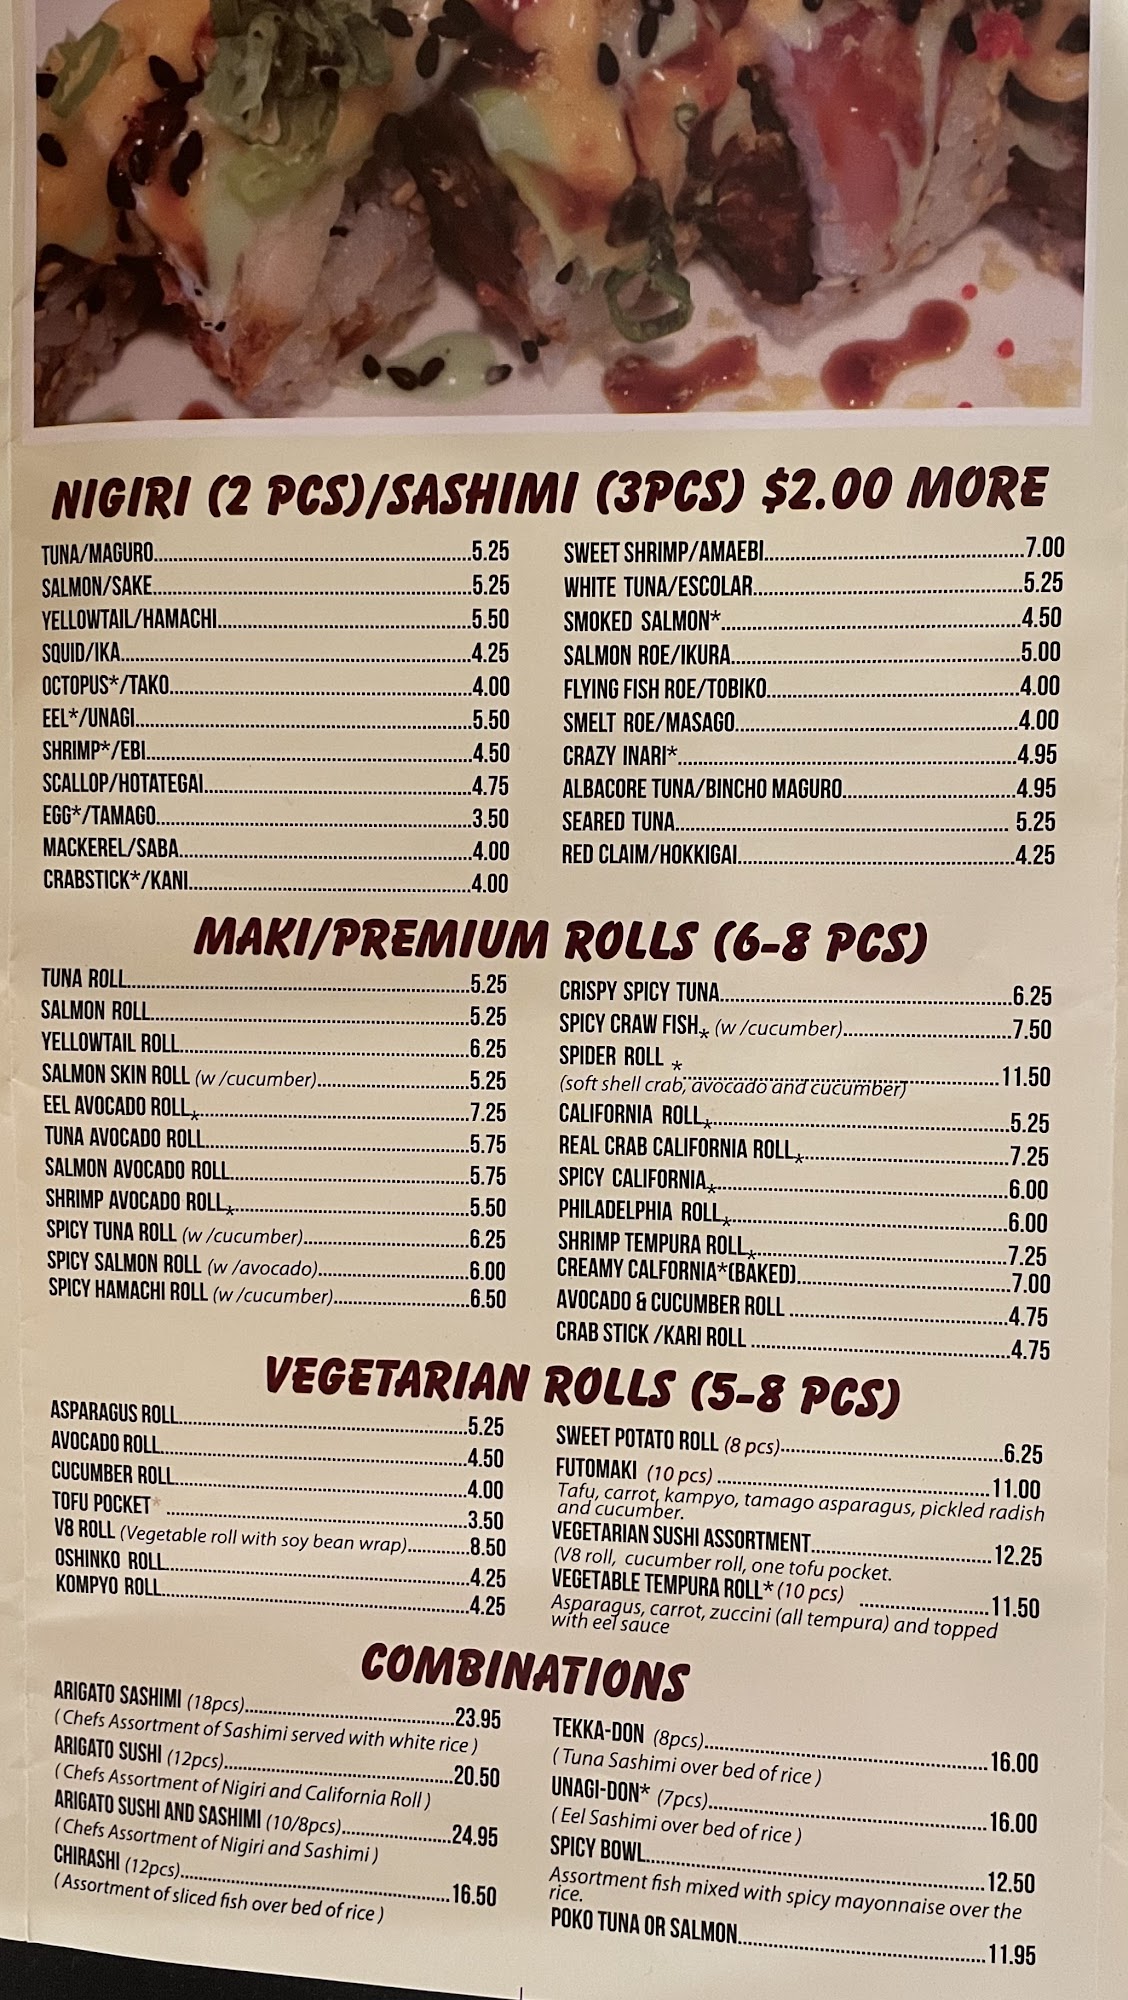 NIGIRI (2 PCS)/SASHIMI (3PCS) $2.00 MORE
TUNA/MAGURO 5.25
SALMON/SAKE 5.25
YELLOWTAIL/HAMACHI 5.50
SQUID/IKA 4.25
OCTOPUS*/TAKO 4.00
EEL*/UNAGI 5.50
SHRIMP*/EBI 4.50
SCALLOP/HOTATEGAI 4.75
EGG*/TAMAGO 3.50
MACKEREL/SABA 4.00
CRABSTICK*/KANI 4.00
SWEET SHRIMP/AMAEBI 7.00
WHITE TUNA/ESCOLAR 5.25
SMOKED SALMON* 4.50
SALMON ROE/IKURA 5.00
FLYING FISH ROE/TOBIKO 4.00
SMELT ROE/MASAGO 4.00
CRAZY INARI* 4.95
ALBACORE TUNA/BINCHO MAGURO 4.95
SEARED TUNA 5.25
RED CLAIM/HOKKIGAI 4.25
MAKI/PREMIUM ROLLS (6-8 PCS)
TUNA ROLL 5.25
SALMON ROLL 5.25
YELLOWTAIL ROLL 6.25
SALMON SKIN ROLL (w /cucumber) 5.25
EEL AVOCADO ROLL* 7.25
TUNA AVOCADO ROLL 5.75
SALMON AVOCADO ROLL 5.75
SHRIMP AVOCADO ROLL* 5.50
SPICY TUNA ROLL (w /cucumber) 6.25
SPICY SALMON ROLL (w /avocado) 6.00
SPICY HAMACHI ROLL (w /cucumber) 6.50
CRISPY SPICY TUNA 6.25
SPICY CRAW FISH* (w /cucumber) 7.50
SPIDER ROLL * 11.50
(soft shell crab, avocado and cucumber)
CALIFORNIA ROLL* 5.25
REAL CRAB CALIFORNIA ROLL* 7.25
SPICY CALIFORNIA* 6.00
PHILADELPHIA ROLL* 6.00
SHRIMP TEMPURA ROLL* 7.25
CREAMY CALFORNIA*(BAKED) 7.00
AVOCADO & CUCUMBER ROLL 4.75
CRAB STICK /KARI ROLL 4.75
VEGETARIAN ROLLS (5-8 PCS)
ASPARAGUS ROLL 5.25
AVOCADO ROLL 4.50
CUCUMBER ROLL 4.00
TOFU POCKET* 3.50
V8 ROLL (Vegetable roll with soy bean wrap) 8.50
OSHINKO ROLL 4.25
KOMPYO ROLL 4.25
SWEET POTATO ROLL (8 pcs) 6.25
FUTOMAKI (10 pcs) 11.00
Tafu, carrot, kampyo, tamago asparagus, pickled radish
and cucumber.
VEGETARIAN SUSHI ASSORTMENT 12.25
(V8 roll, cucumber roll, one tofu pocket.
VEGETABLE TEMPURA ROLL* (10 pcs) 11.50
Asparagus, carrot, zuccini (all tempura) and topped
with eel sauce
COMBINATIONS
ARIGATO SASHIMI (18pcs) 23.95
( Chefs Assortment of Sashimi served with white rice )
ARIGATO SUSHI (12pcs) 20.50
( Chefs Assortment of Nigiri and California Roll )
ARIGATO SUSHI AND SASHIMI (10/8pcs) 24.95
( Chefs Assortment of Nigiri and Sashimi )
CHIRASHI (12pcs) 16.50
( Assortment of sliced fish over bed of rice )
TEKKA-DON (8pcs) 16.00
( Tuna Sashimi over bed of rice )
UNAGI-DON* (7pcs) 16.00
( Eel Sashimi over bed of rice )
SPICY BOWL 12.50
Assortment fish mixed with spicy mayonnaise over the
rice.
POKO TUNA OR SALMON 11.95